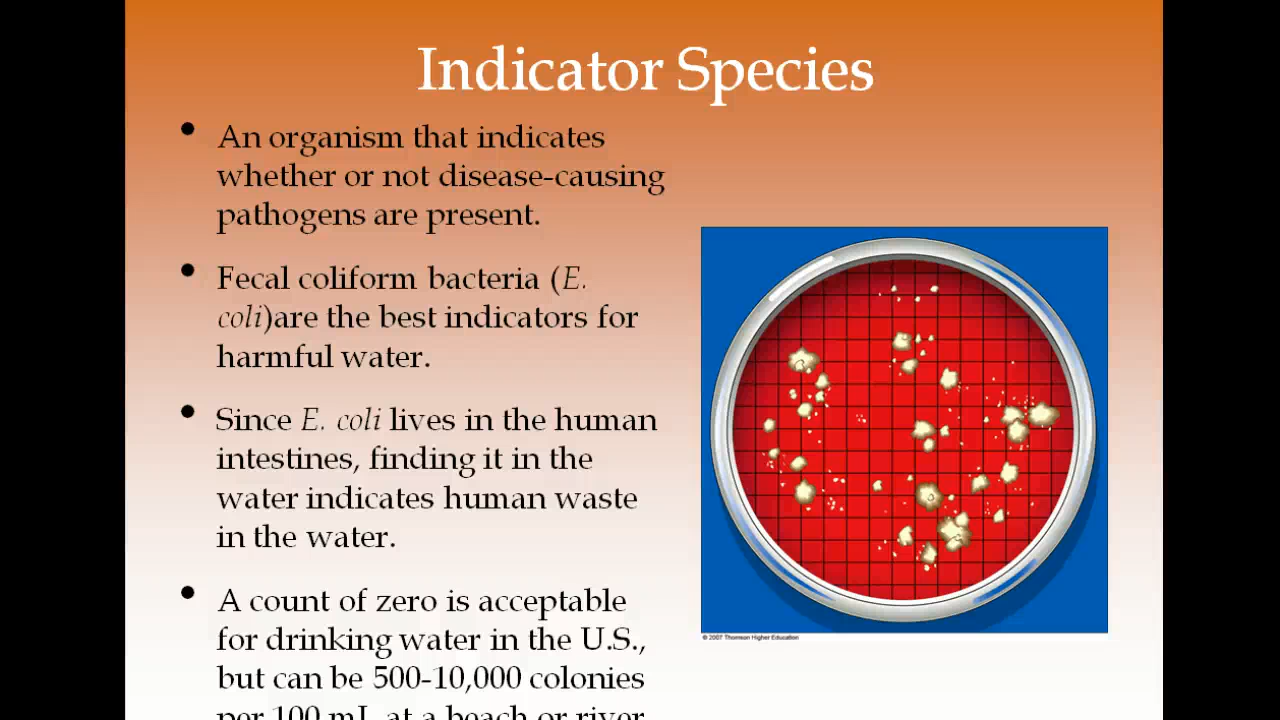 Indicator Species
• An organism that indicates
whether or not disease-causing
pathogens are present.
• Fecal coliform bacteria (E.
coli)are the best indicators for
harmful water.
• Since E. coli lives in the human
intestines, finding it in the
water indicates human waste
in the water.
• A count of zero is acceptable
for drinking water in the U.S.,
but can be 500-10,000 colonies
per 100 mL at a beach or river
© 2007 Thomson Higher Education